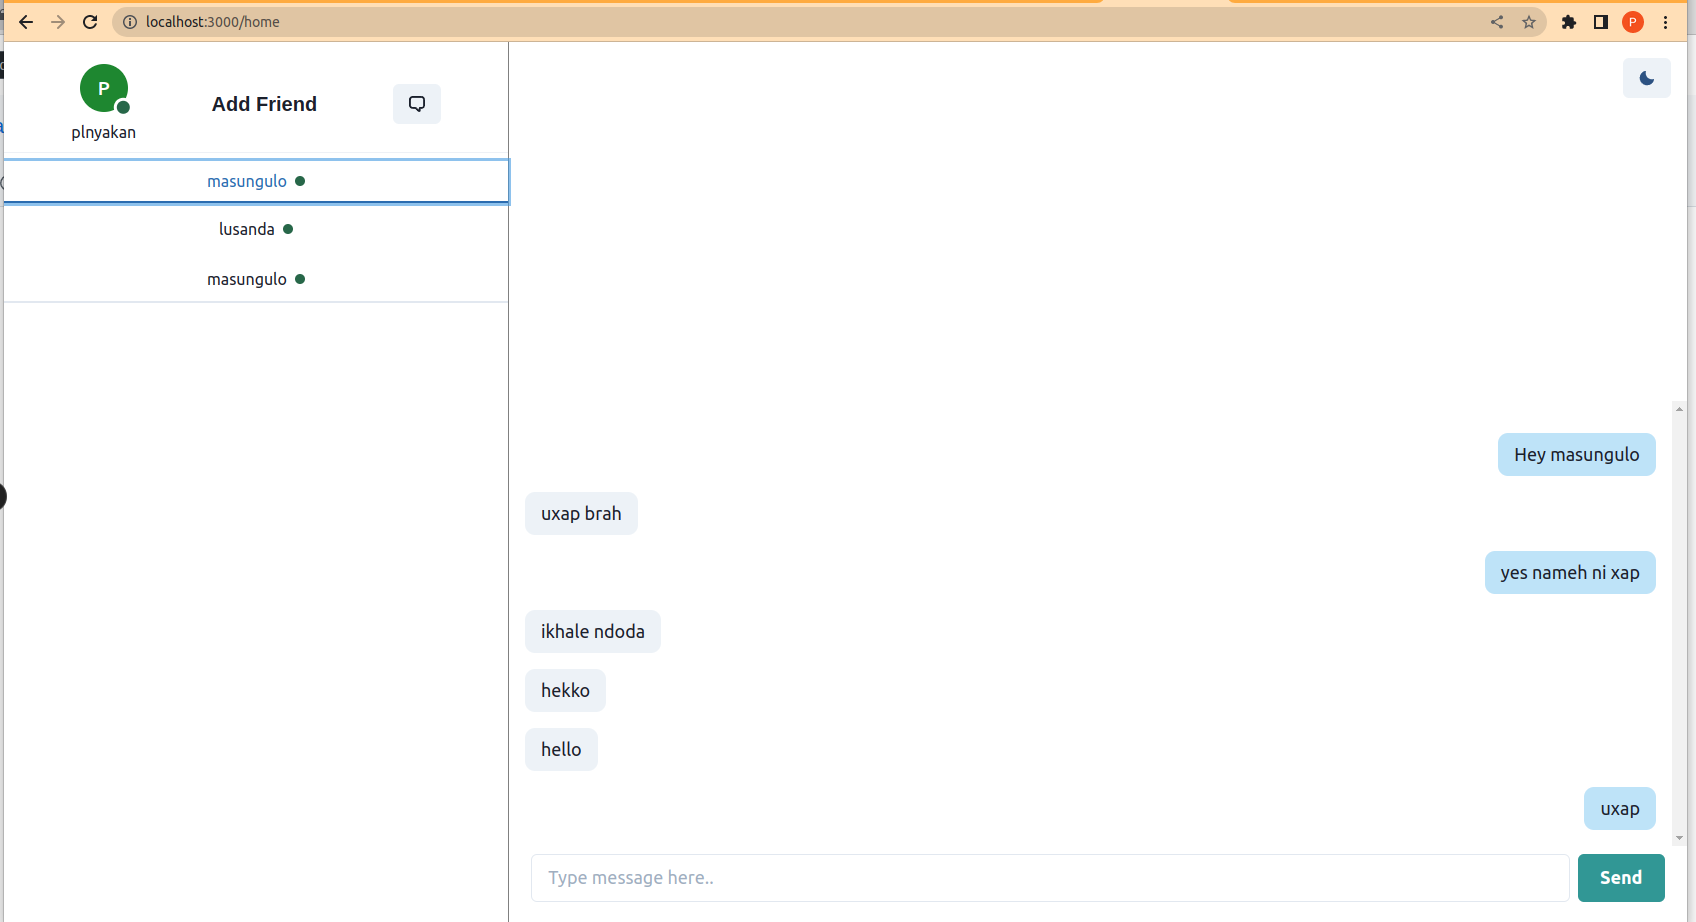 localhost:3000/home
P
P
Add Friend
plnyakan
masungulo
lusanda
masungulo
Hey masungulo
uxap brah
yes nameh ni xap
ikhale ndoda
hekko
hello
uxap
Type message here..
Send